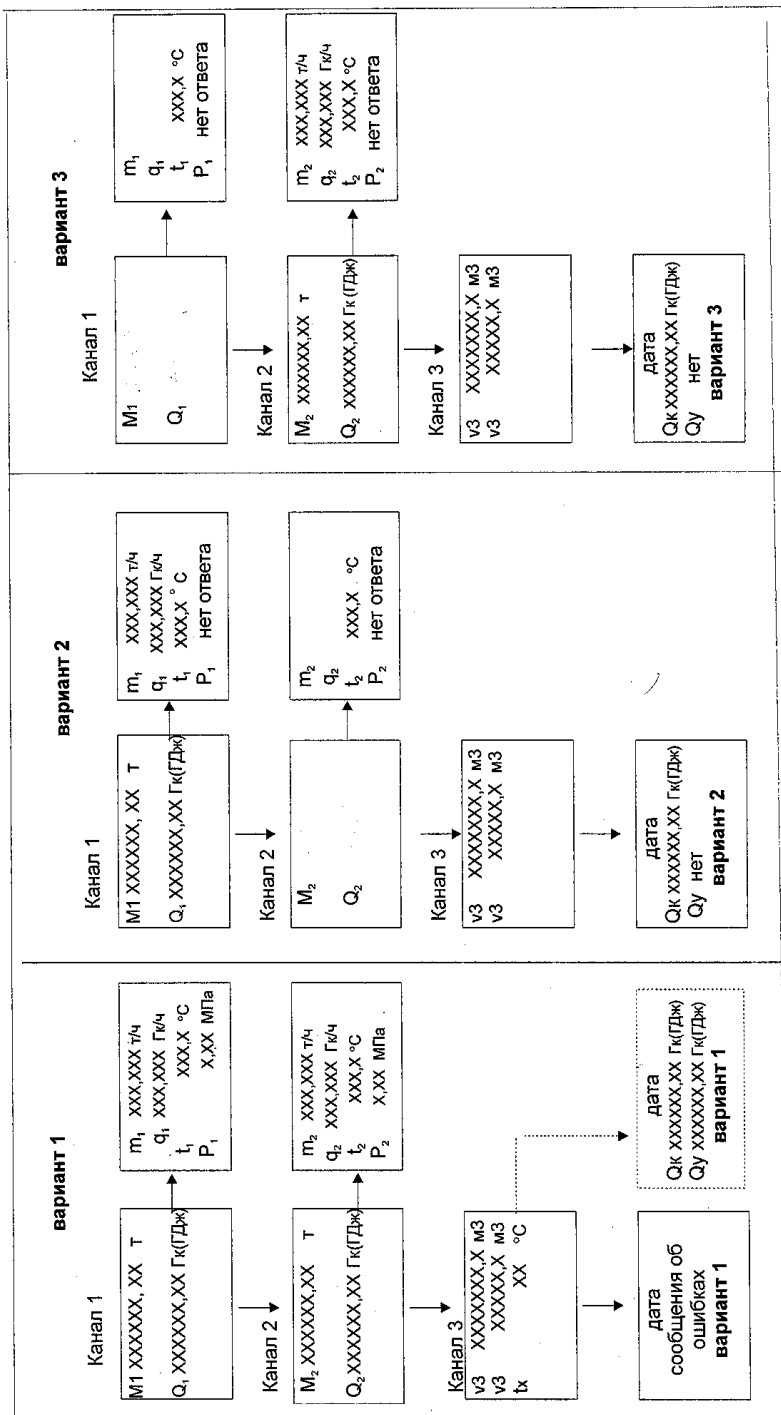 вариант 1
Канал 1
M1 XXXXXX, XX т
Q₁ XXXXXXX,XX Гк(ГДж)
m₁ XXX,XXX т/ч
q₁ XXX,XXX Гк/ч
t₁ XXX,X °C
P₁ X,XX МПа
Канал 2
M₂ XXXXXX,XX т
Q₂ XXXXXXX,XX Гк(ГДж)
m₂ XXX,XXX т/ч
q₂ XXX,XXX Гк/ч
t₂ XXX,X °C
P₂ X,XX МПа
Канал 3
v3 XXXXXXXX,X м3
v3 XXXXX,X м3
tx XX °C
дата
сообщения об
ошибках
вариант 1
дата
Qк XXXXXX,XX Гк(ГДж)
Qу XXXXXX,XX Гк(ГДж)
вариант 1
вариант 2
Канал 1
M1 XXXXXX, XX т
Q₁ XXXXXXX,XX Гк(ГДж)
m₁ XXX,XXX т/ч
q₁ XXX,XXX Гк/ч
t₁ XXX,X °C
P₁ нет ответа
Канал 2
M₂
Q₂
m₂
q₂
t₂ XXX,X °C
P₂ нет ответа
Канал 3
v3 XXXXXXXX,X м3
v3 XXXXX,X м3
дата
Qк XXXXXX,XX Гк(ГДж)
Qу нет
вариант 2
вариант 3
Канал 1
M1
Q₁
m₁
q₁
t₁ XXX,X °C
P₁ нет ответа
Канал 2
M₂ XXXXXX,XX т
Q₂ XXXXXX,XX Гк (ГДж)
m₂ XXX,XXX т/ч
q₂ XXX,XXX Гк/ч
t₂ XXX,X °C
P₂ нет ответа
Канал 3
v3 XXXXXXXX,X м3
v3 XXXXX,X м3
дата
Qк XXXXXX,XX Гк(ГДж)
Qу нет
вариант 3